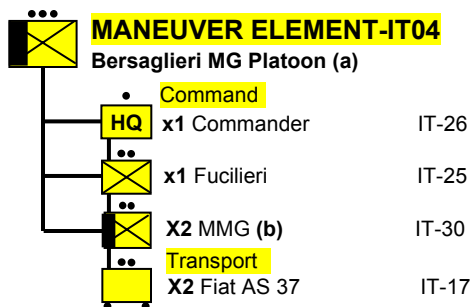 MANEUVER ELEMENT-IT04
Bersaglieri MG Platoon (a)
Command
HQ x1 Commander IT-26
x1 Fucilieri IT-25
X2 MMG (b) IT-30
Transport
X2 Fiat AS 37 IT-17